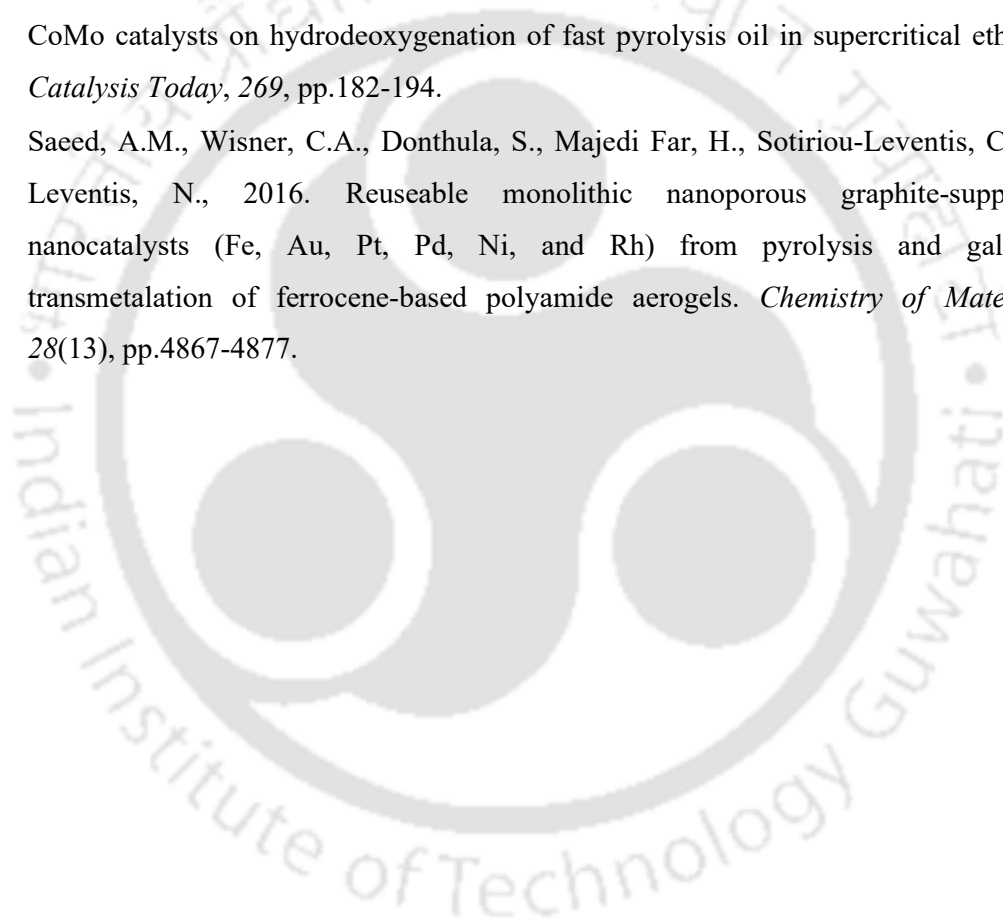 CoMo catalysts on hydrodeoxygenation of fast pyrolysis oil in supercritical eth
Catalysis Today, 269, pp.182-194.
Saeed, A.M., Wisner, C.A., Donthula, S., Majedi Far, H., Sotiriou-Leventis, C
Leventis, N., 2016. Reuseable monolithic nanoporous graphite-supp
nanocatalysts (Fe, Au, Pt, Pd, Ni, and Rh) from pyrolysis and gal
transmetalation of ferrocene-based polyamide aerogels. Chemistry of Mate
28(13), pp.4867-4877.
Indian Institute of Technology Guwahati